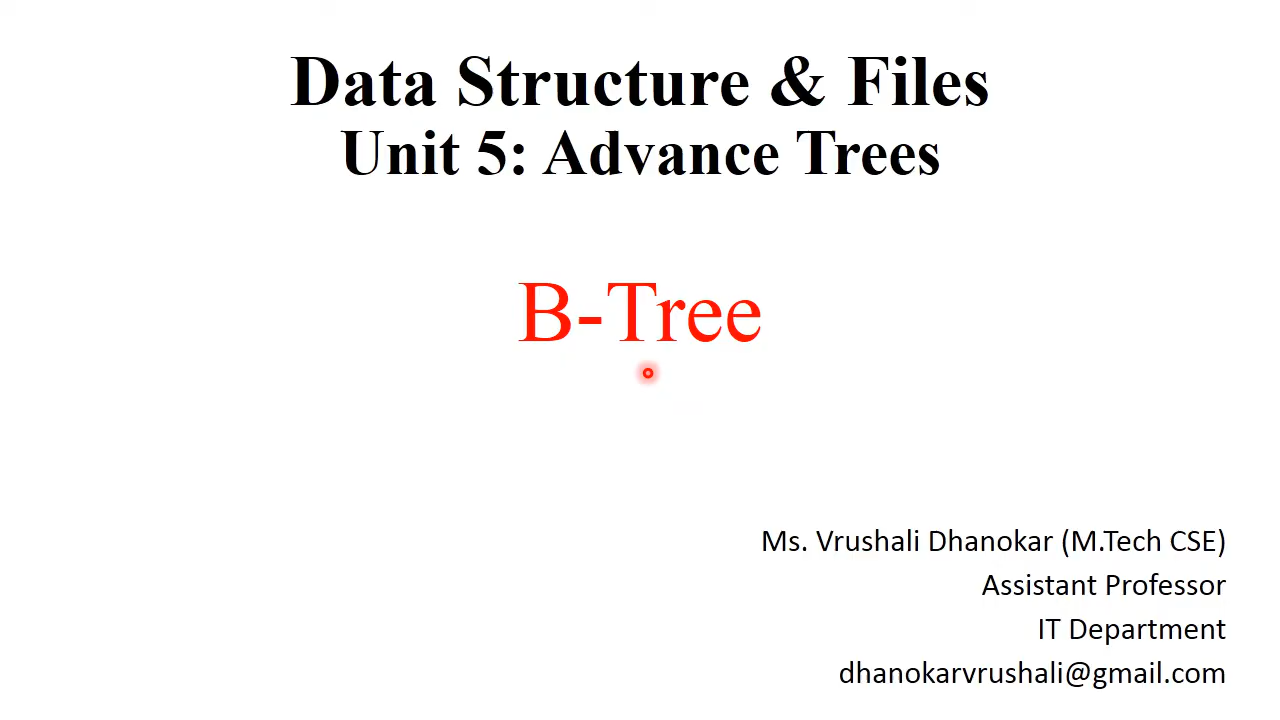 Data Structure & Files
Unit 5: Advance Trees
B-Tree
Ms. Vrushali Dhanokar (M.Tech CSE)
Assistant Professor
IT Department
dhanokarvrushali@gmail.com